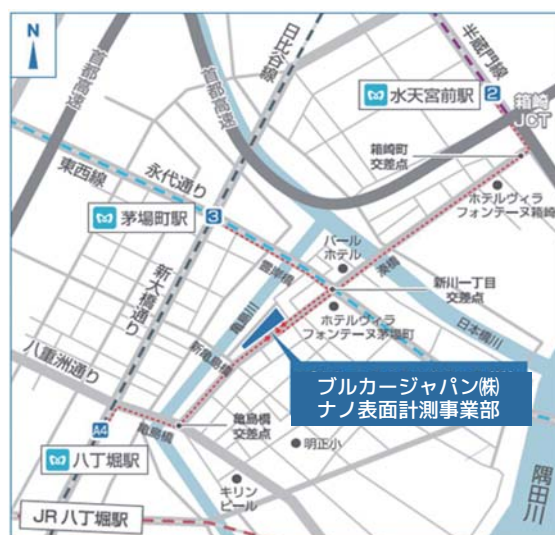 N
日比谷線
半蔵門線
首都高速
首都高速
水天宮前駅
2
箱崎
JCT
箱崎町
交差点
東西線
永代通り
ホテルヴィラ
フォンテーヌ箱崎
茅場町駅
3
パール
ホテル
湊橋
霊岸橋
新川一丁目
交差点
新大橋通り
亀島川
ホテルヴィラ
フォンテーヌ茅場町
日本橋川
新亀島橋
八重洲通り
ブルカージャパン㈱
ナノ表面計測事業部
A4
亀島橋
亀島橋
交差点
明正小
八丁堀駅
キリン
ビール
隅田川
JR八丁堀駅